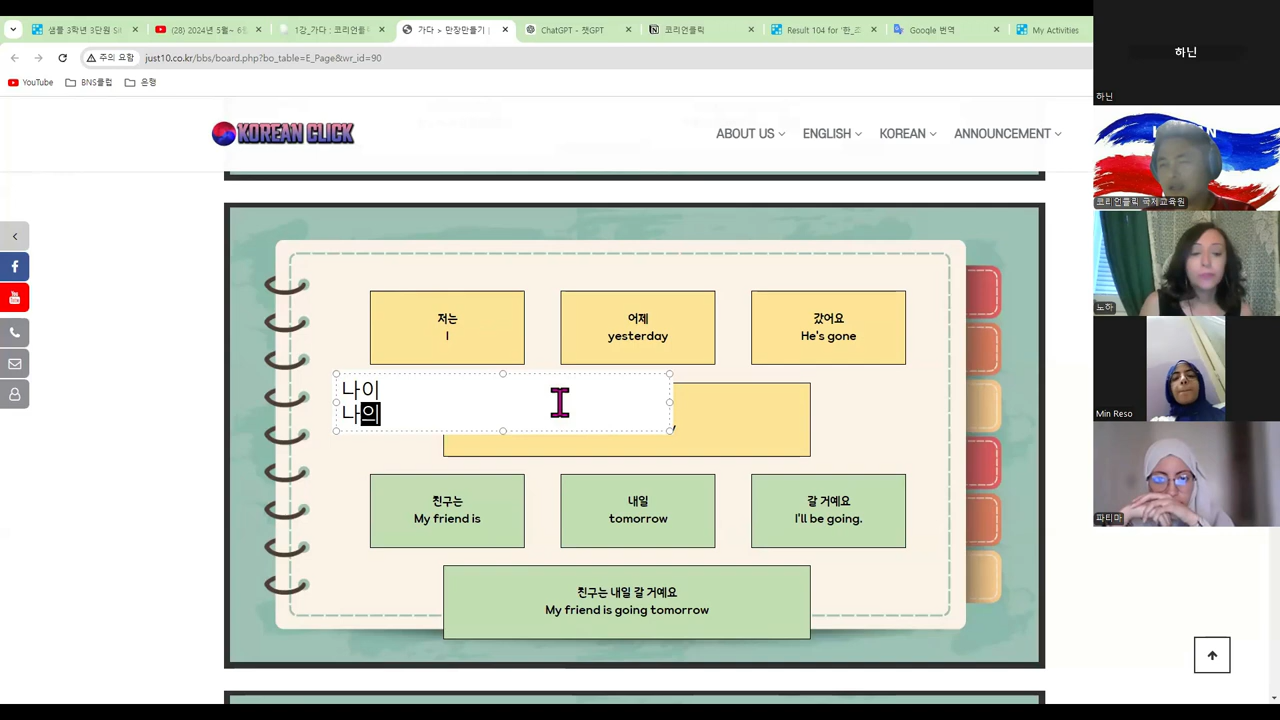 샘플 3학년 3단원 SI
(28) 2024년 5월~ 6
1강_가다 : 코리언클릭
가다 > 만장만들기 |
ChatGPT - 챗GPT
코리언클릭
Result 104 for '한_조
Google 번역
My Activities
주의 요함
just10.co.kr/bbs/board.php?bo_table=E_Page&wr_id=90
YouTube
BNS클럽
은행
KOREAN CLICK
ABOUT US
ENGLISH
KOREAN
ANNOUNCEMENT
저는
I
어제
yesterday
갔어요
He's gone
나이
나의
친구는
My friend is
내일
tomorrow
갈 거예요
I'll be going.
친구는 내일 갈 거예요
My friend is going tomorrow
하닌
하닌
코리언클릭 국제교육원
노하
Min Reso
파티마